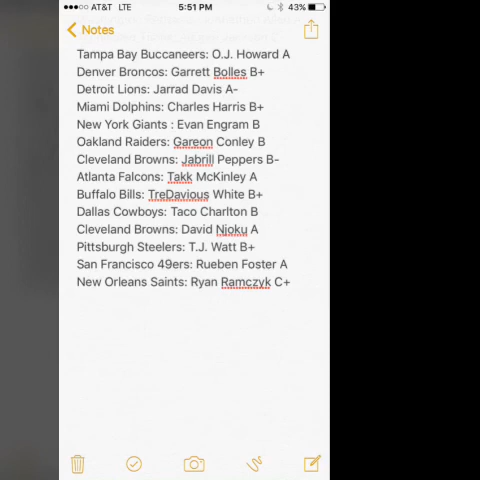 AT&T LTE 5:51 PM 43%
Notes
Tampa Bay Buccaneers: O.J. Howard A
Denver Broncos: Garrett Bolles B+
Detroit Lions: Jarrad Davis A-
Miami Dolphins: Charles Harris B+
New York Giants : Evan Engram B
Oakland Raiders: Gareon Conley B
Cleveland Browns: Jabrill Peppers B-
Atlanta Falcons: Takk McKinley A
Buffalo Bills: TreDavious White B+
Dallas Cowboys: Taco Charlton B
Cleveland Browns: David Njoku A
Pittsburgh Steelers: T.J. Watt B+
San Francisco 49ers: Rueben Foster A
New Orleans Saints: Ryan Ramczyk C+